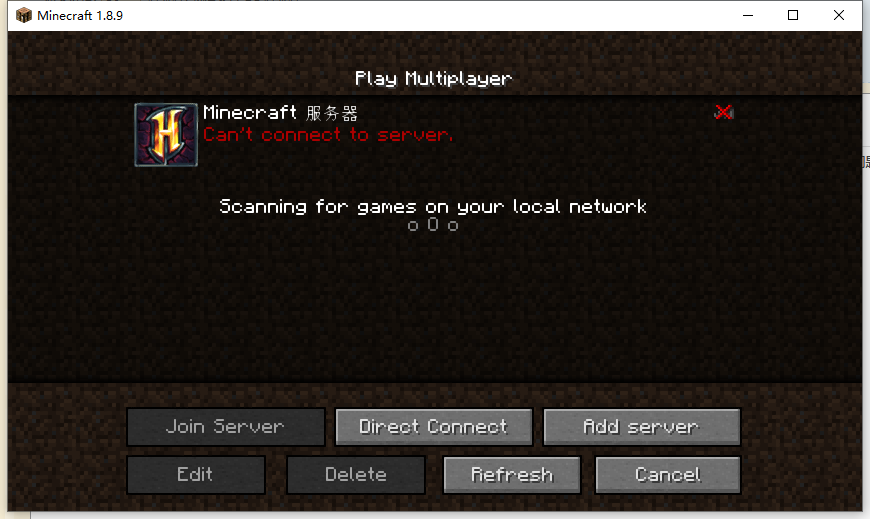 Minecraft 1.8.9
Play Multiplayer
Minecraft 服务器
Can't connect to server.
Scanning for games on your local network
o O o
Join Server
Direct Connect
Add server
Edit
Delete
Refresh
Cancel